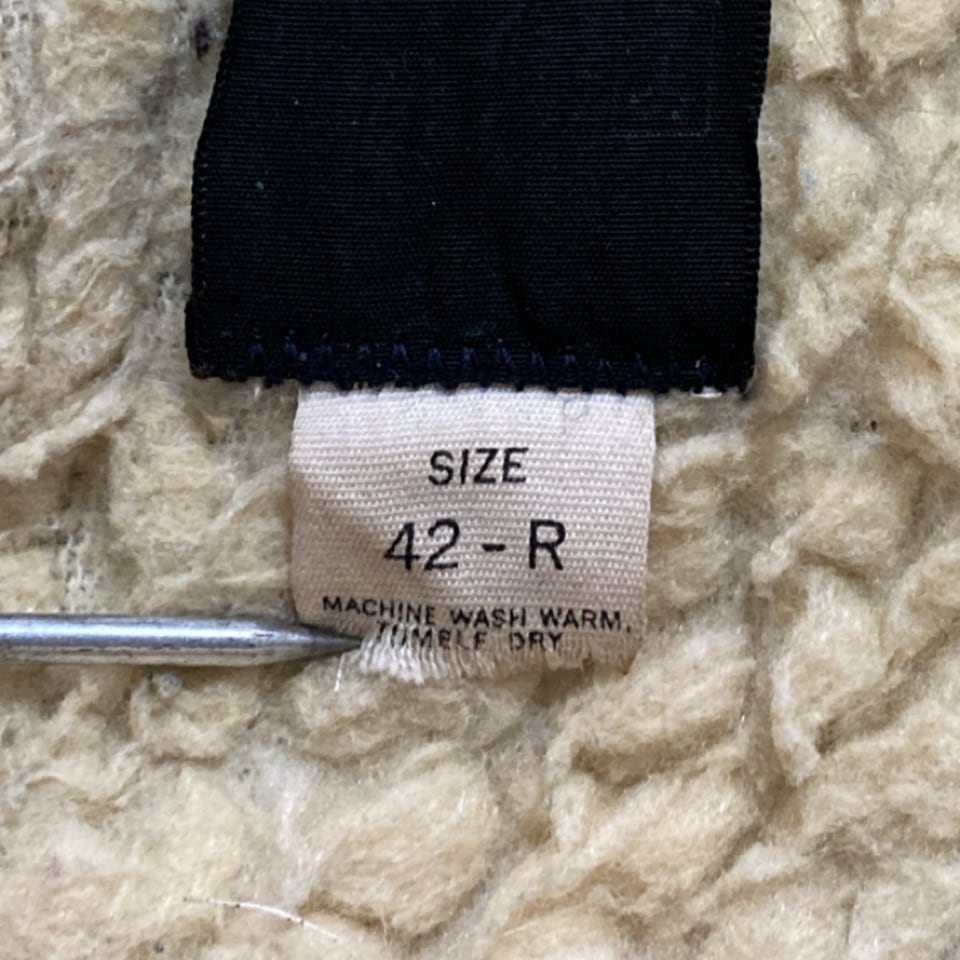 SIZE
42 - R
MACHINE WASH WARM,
TUMBLE DRY